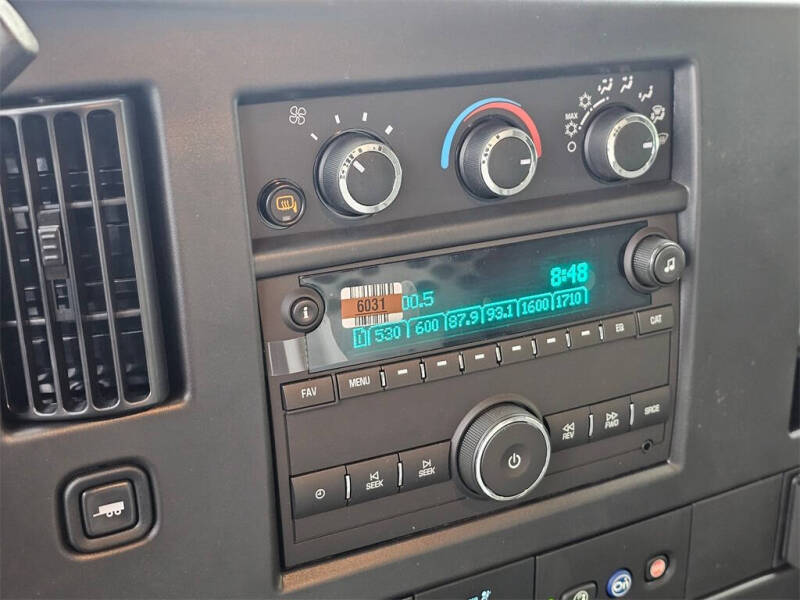 MAX
8:48
6031
00.5
i
1 530 600 87.9 93.1 1600 1710
FAV
MENU
EQ
CAT
SEEK
SEEK
REV
FWD
SRCE